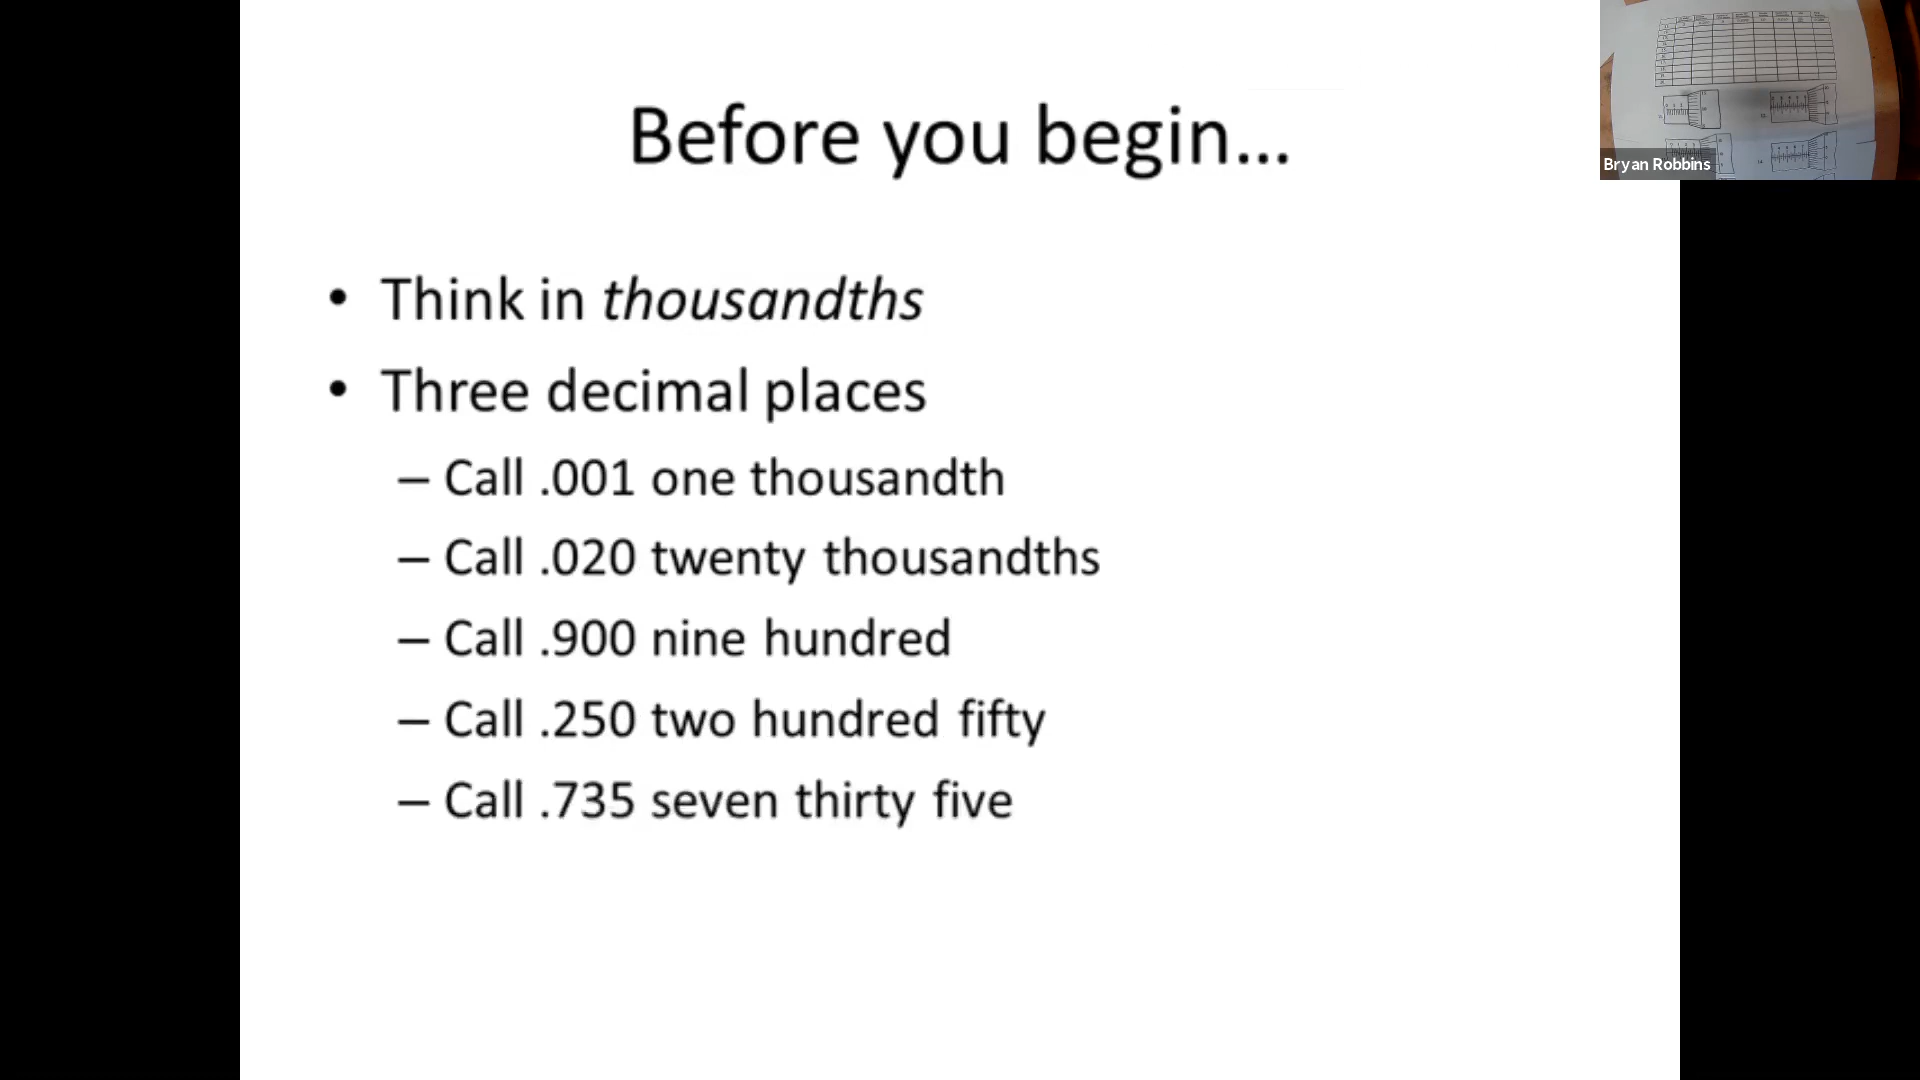 Before you begin...
• Think in thousandths
• Three decimal places
– Call .001 one thousandth
– Call .020 twenty thousandths
– Call .900 nine hundred
– Call .250 two hundred fifty
– Call .735 seven thirty five
Bryan Robbins